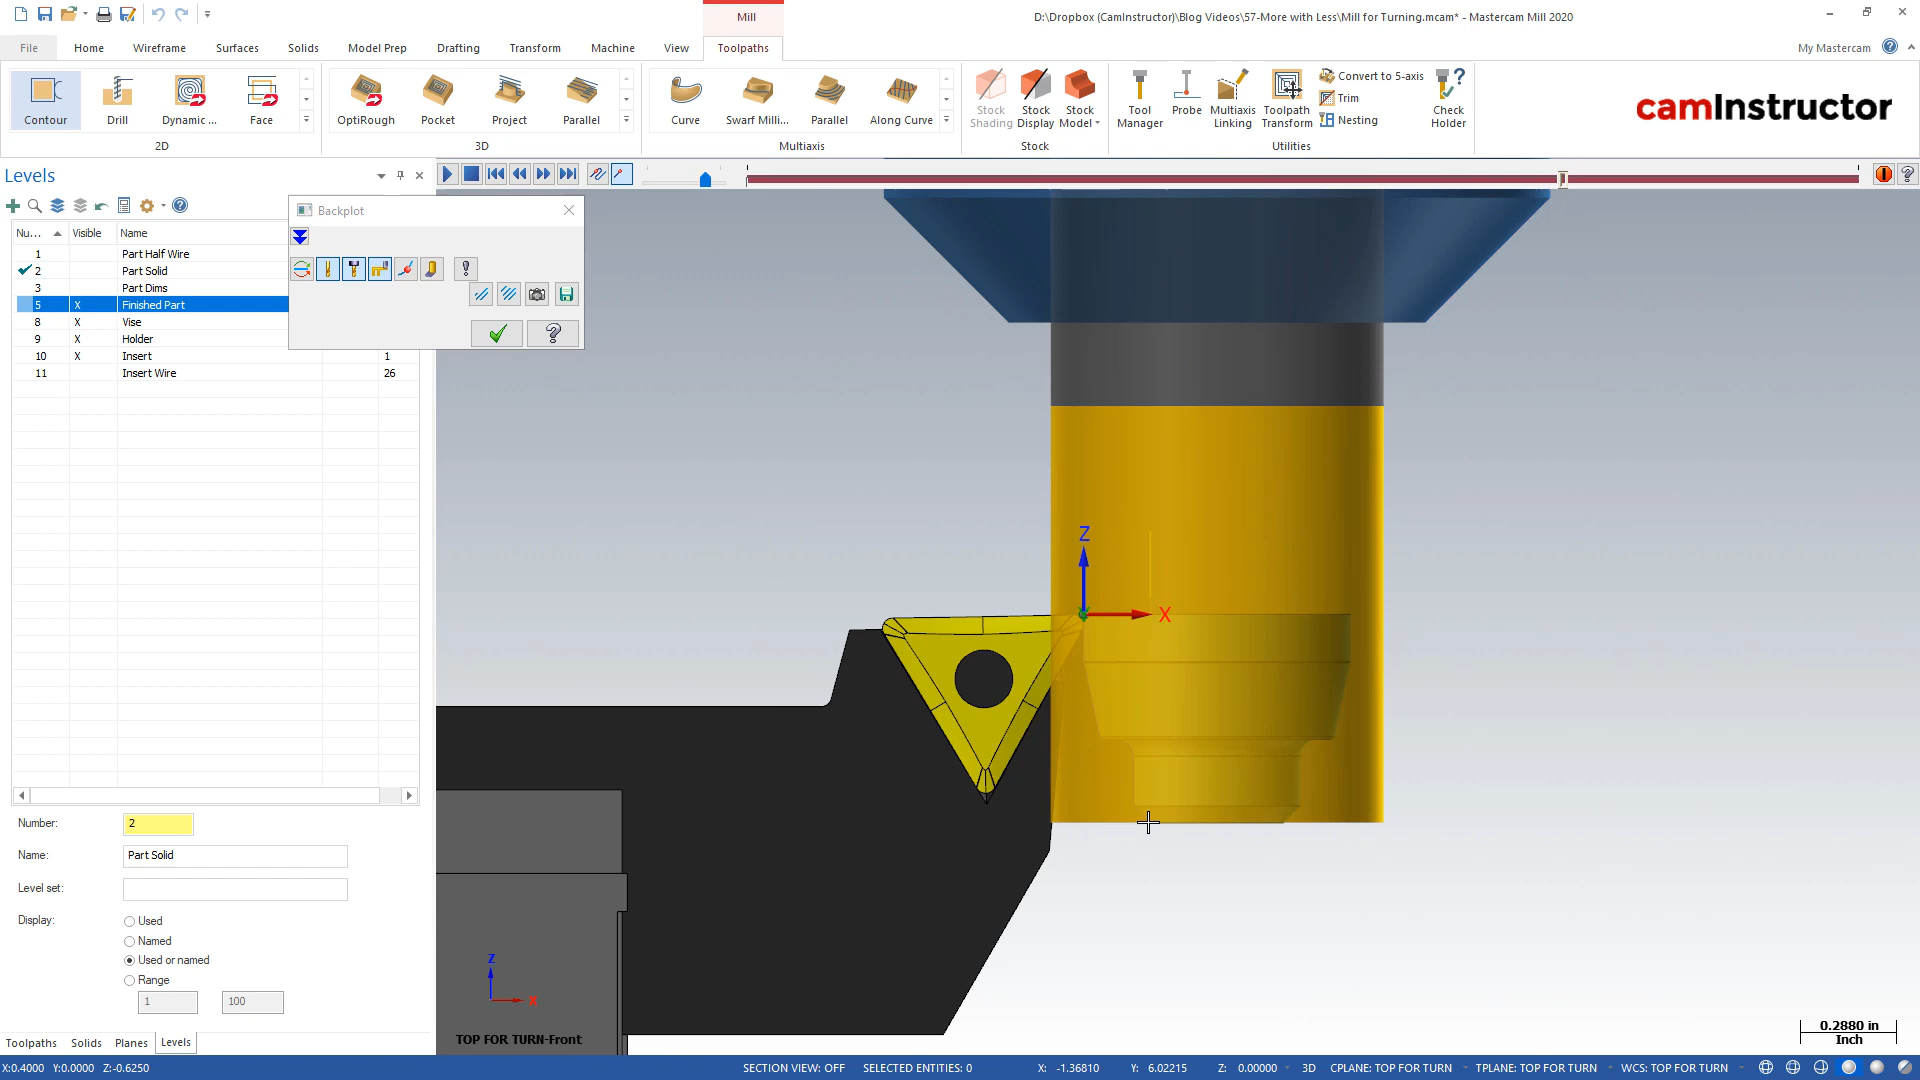 Mill
D:\Dropbox (CamInstructor)\Blog Videos\57-More with Less\Mill for Turning.mcam* - Mastercam Mill 2020
File Home Wireframe Surfaces Solids Model Prep Drafting Transform Machine View Toolpaths My Mastercam
Contour Drill Dynamic ... Face
2D
OptiRough Pocket Project Parallel
3D
Curve Swarf Milli... Parallel Along Curve
Multiaxis
Stock Shading Stock Display Stock Model
Stock
Tool Manager Probe Multiaxis Linking Toolpath Transform
Convert to 5-axis
Trim
Nesting
Check Holder
Utilities
camInstructor
Levels
Backplot
Nu... Visible Name
1 Part Half Wire
2 Part Solid
3 Part Dims
5 X Finished Part
8 X Vise
9 X Holder
10 X Insert 1
11 Insert Wire 26
Number: 2
Name: Part Solid
Level set:
Display: Used
Named
Used or named
Range
1 100
Toolpaths Solids Planes Levels
Z
X
Z
X
TOP FOR TURN-Front
0.2880 in
Inch
X:0.4000 Y:0.0000 Z:-0.6250 SECTION VIEW: OFF SELECTED ENTITIES: 0 X: -1.36810 Y: 6.02215 Z: 0.00000 3D CPLANE: TOP FOR TURN TPLANE: TOP FOR TURN WCS: TOP FOR TURN